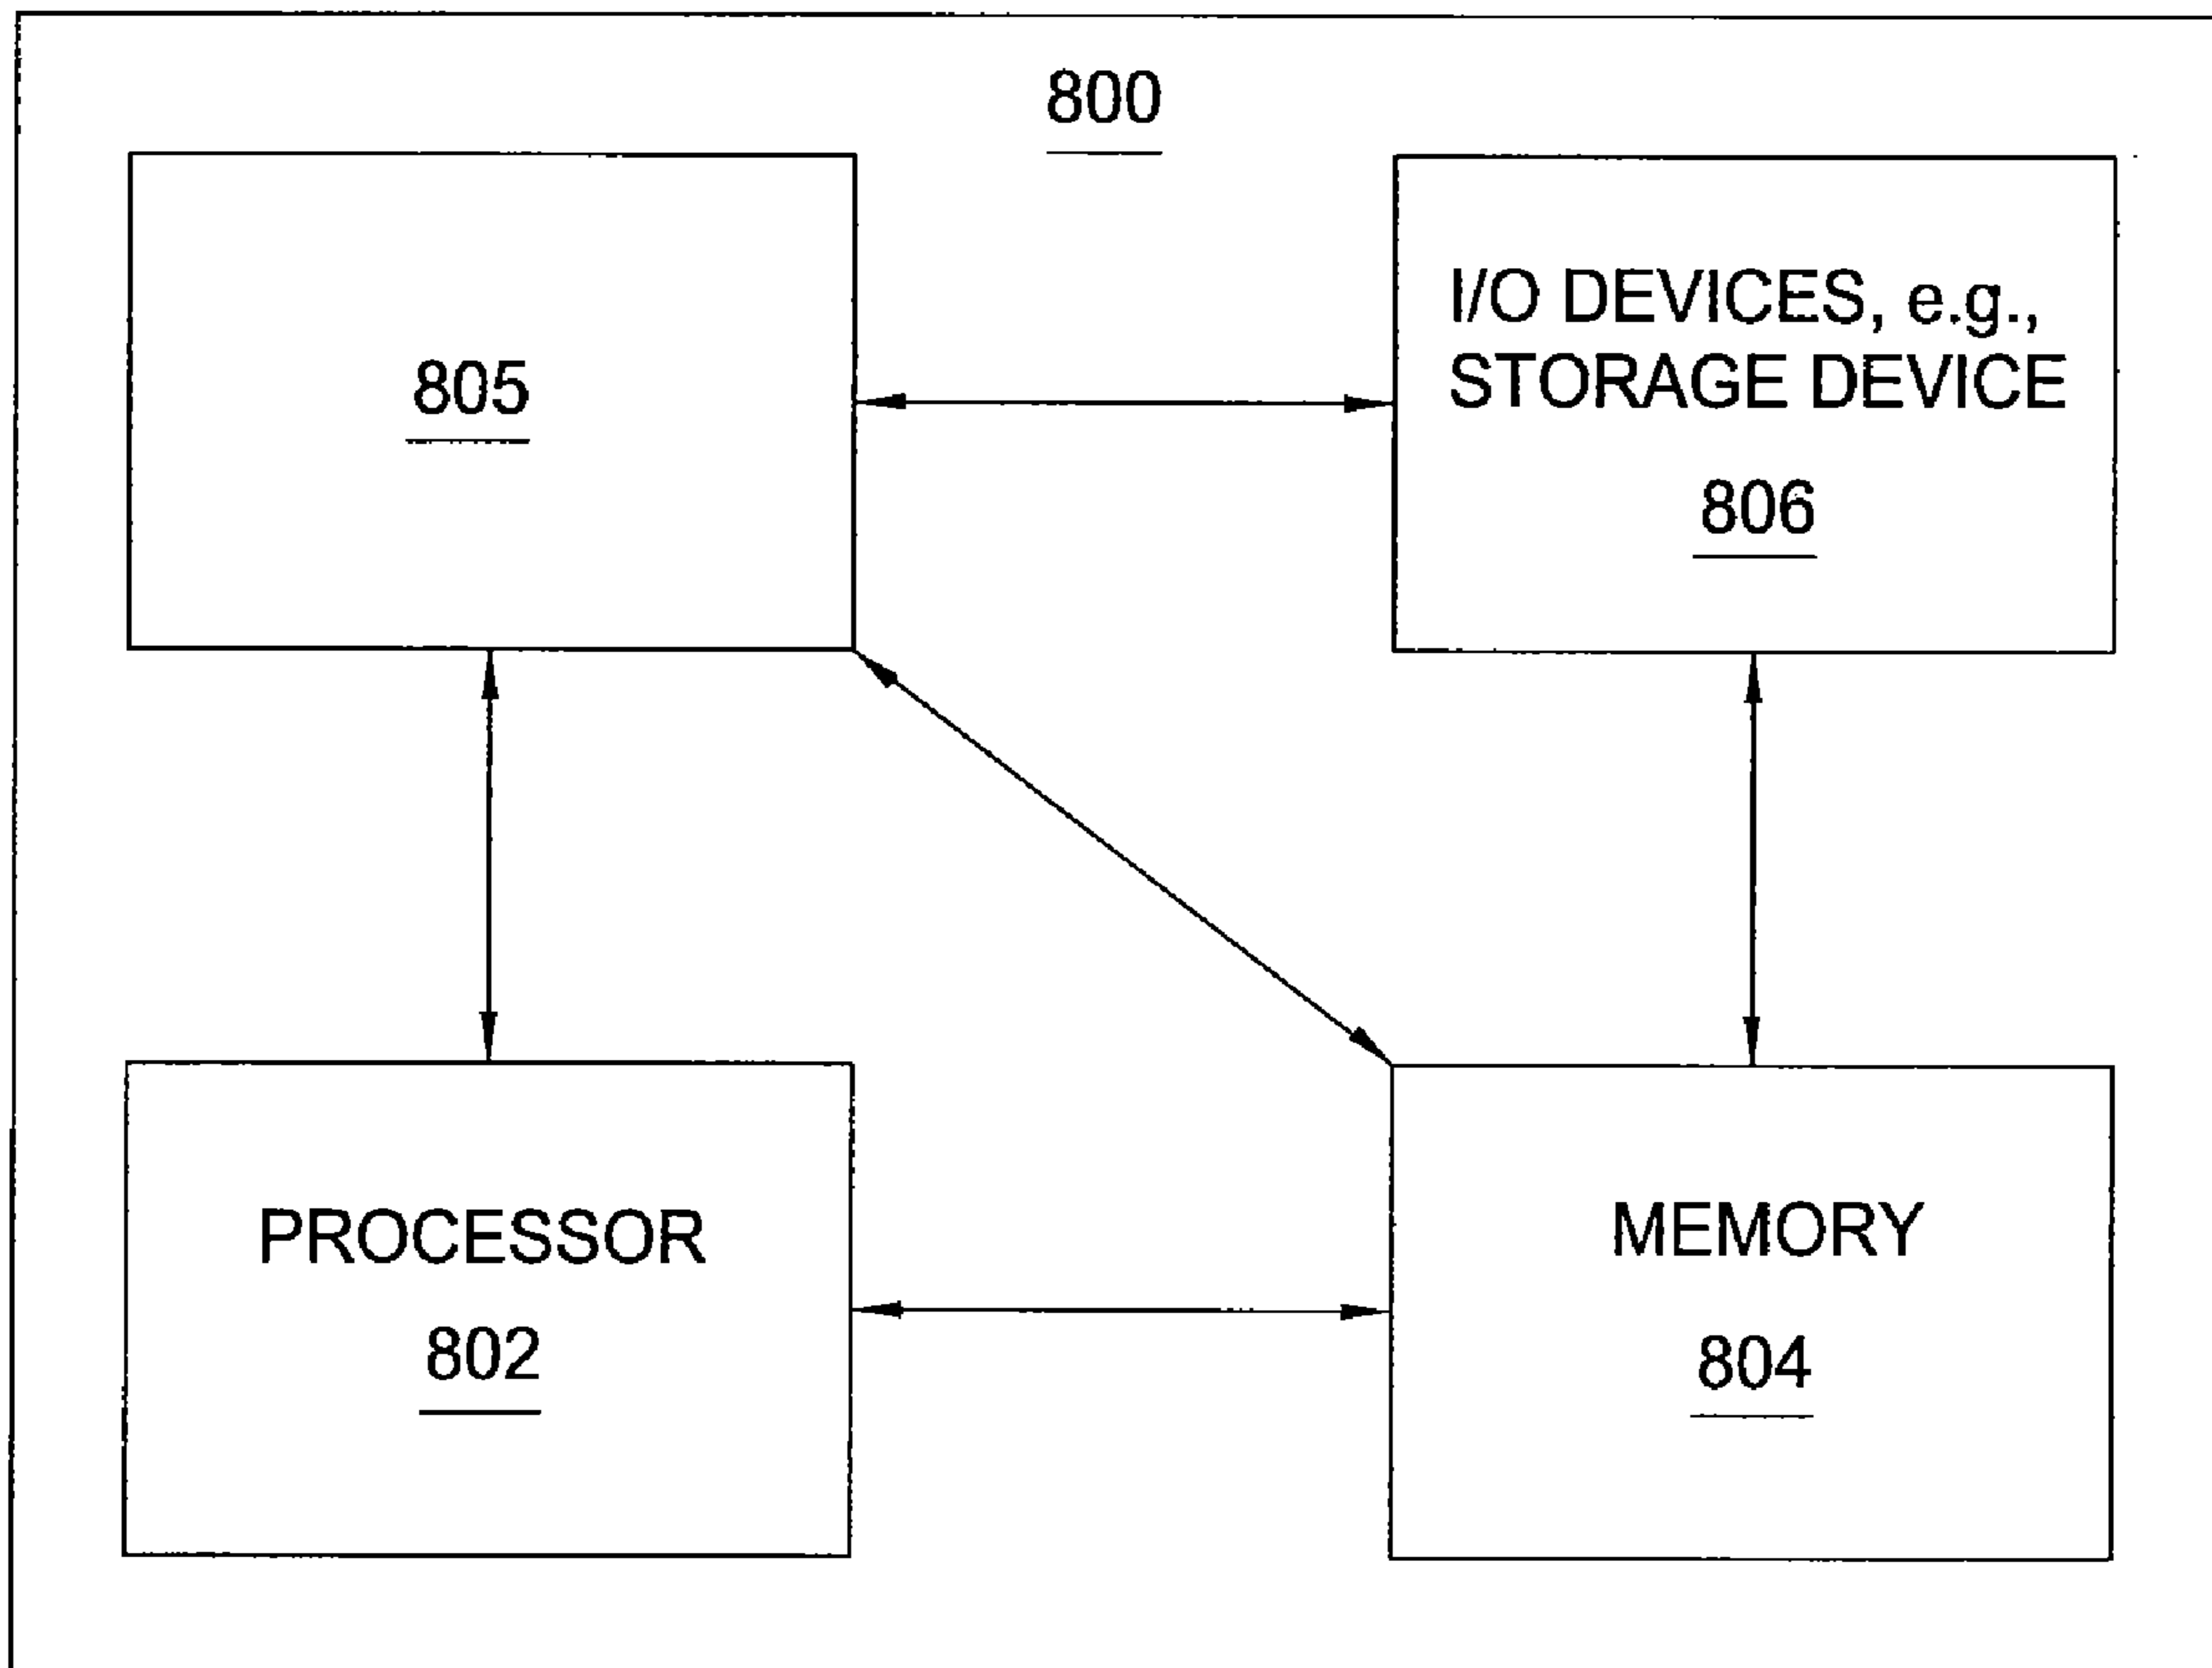 800
805
I/O DEVICES, e.g.,
STORAGE DEVICE
806
PROCESSOR
802
MEMORY
804